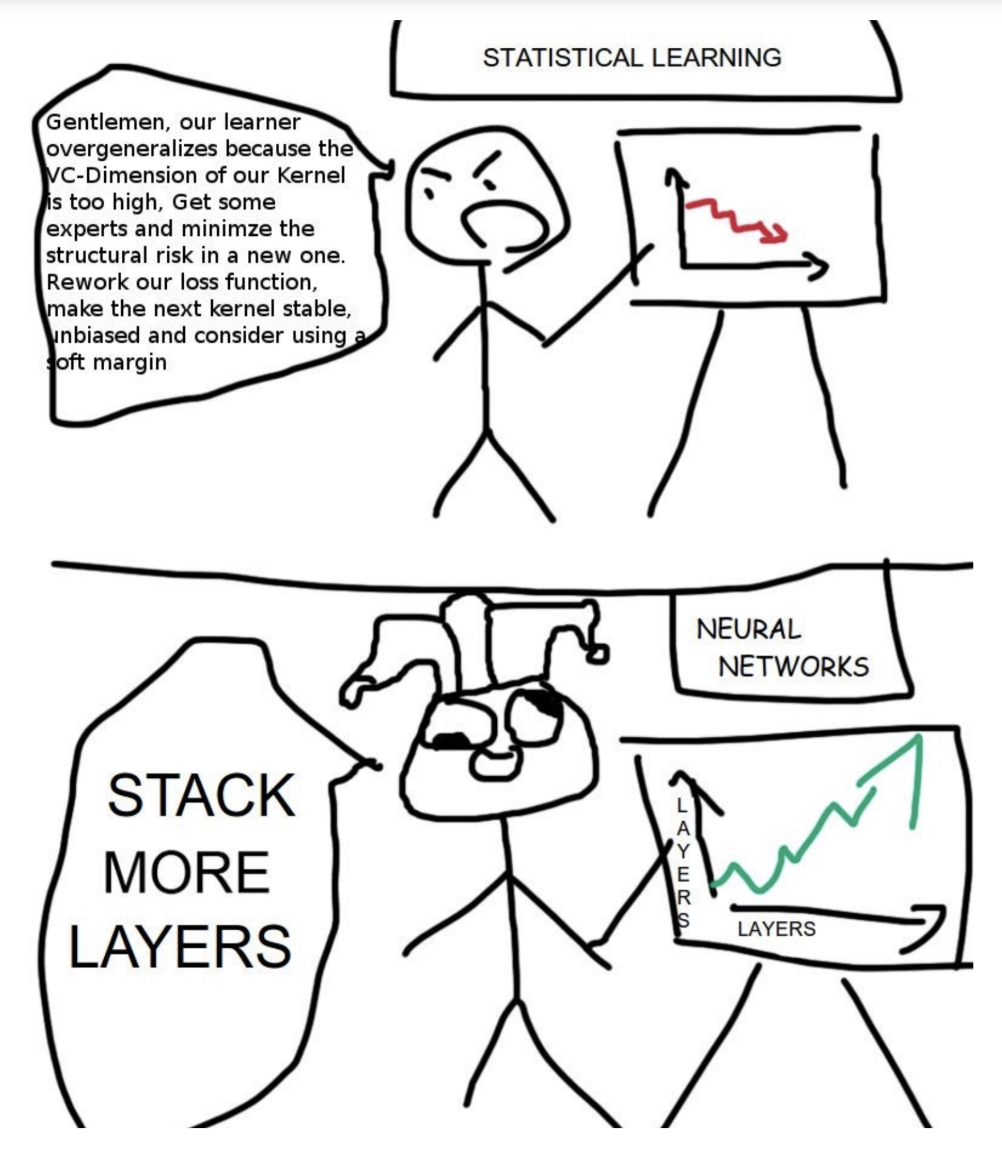 STATISTICAL LEARNING
Gentlemen, our learner
overgeneralizes because the
VC-Dimension of our Kernel
is too high, Get some
experts and minimze the
structural risk in a new one.
Rework our loss function,
make the next kernel stable,
unbiased and consider using a
soft margin
NEURAL
NETWORKS
STACK
MORE
LAYERS
LAYERS
LAYERS